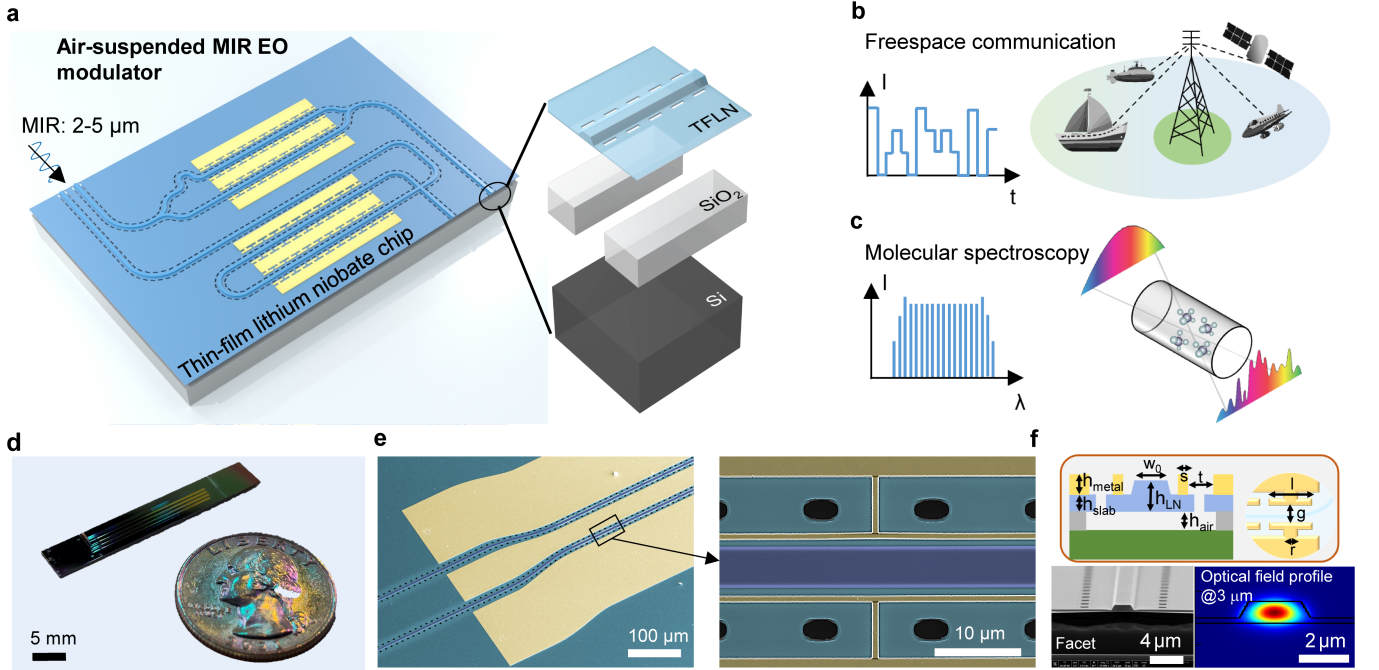 a
Air-suspended MIR EO
modulator
MIR: 2-5 μm
Thin-film lithium niobate chip
TFLN
SiO2
Si
b
Freespace communication
I
t
c
Molecular spectroscopy
I
λ
d
5 mm
LIBERTY
e
100 μm
10 μm
f
w0
s
t
hmetal
hLN
hslab
hair
l
g
r
Facet
4 μm
Optical field profile
@3 μm
2 μm